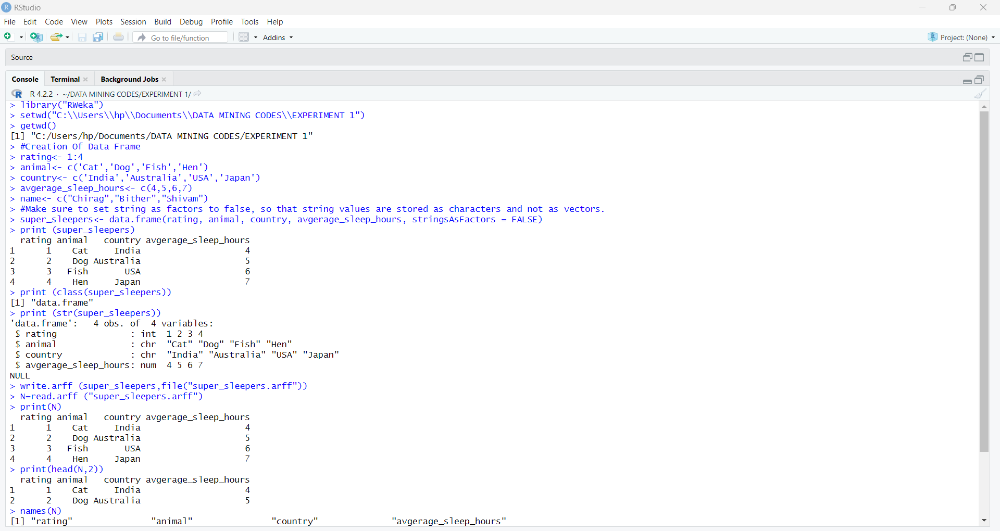 RStudio
File Edit Code View Plots Session Build Debug Profile Tools Help
Go to file/function Addins Project: (None)
Source
Console Terminal Background Jobs
R 4.2.2 · ~/DATA MINING CODES/EXPERIMENT 1/
> library("RWeka")
> setwd("C:\\Users\\hp\\Documents\\DATA MINING CODES\\EXPERIMENT 1")
> getwd()
[1] "C:/Users/hp/Documents/DATA MINING CODES/EXPERIMENT 1"
> #Creation Of Data Frame
> rating<- 1:4
> animal<- c('Cat','Dog','Fish','Hen')
> country<- c('India','Australia','USA','Japan')
> avgerage_sleep_hours<- c(4,5,6,7)
> name<- c("Chirag","Bither","Shivam")
> #Make sure to set string as factors to false, so that string values are stored as characters and not as vectors.
> super_sleepers<- data.frame(rating, animal, country, avgerage_sleep_hours, stringsAsFactors = FALSE)
> print (super_sleepers)
  rating animal   country avgerage_sleep_hours
1      1    Cat     India                    4
2      2    Dog Australia                    5
3      3   Fish       USA                    6
4      4    Hen     Japan                    7
> print (class(super_sleepers))
[1] "data.frame"
> print (str(super_sleepers))
'data.frame':   4 obs. of  4 variables:
 $ rating              : int  1 2 3 4
 $ animal              : chr  "Cat" "Dog" "Fish" "Hen"
 $ country             : chr  "India" "Australia" "USA" "Japan"
 $ avgerage_sleep_hours: num  4 5 6 7
NULL
> write.arff (super_sleepers,file("super_sleepers.arff"))
> N=read.arff ("super_sleepers.arff")
> print(N)
  rating animal   country avgerage_sleep_hours
1      1    Cat     India                    4
2      2    Dog Australia                    5
3      3   Fish       USA                    6
4      4    Hen     Japan                    7
> print(head(N,2))
  rating animal   country avgerage_sleep_hours
1      1    Cat     India                    4
2      2    Dog Australia                    5
> names(N)
[1] "rating"               "animal"               "country"              "avgerage_sleep_hours"